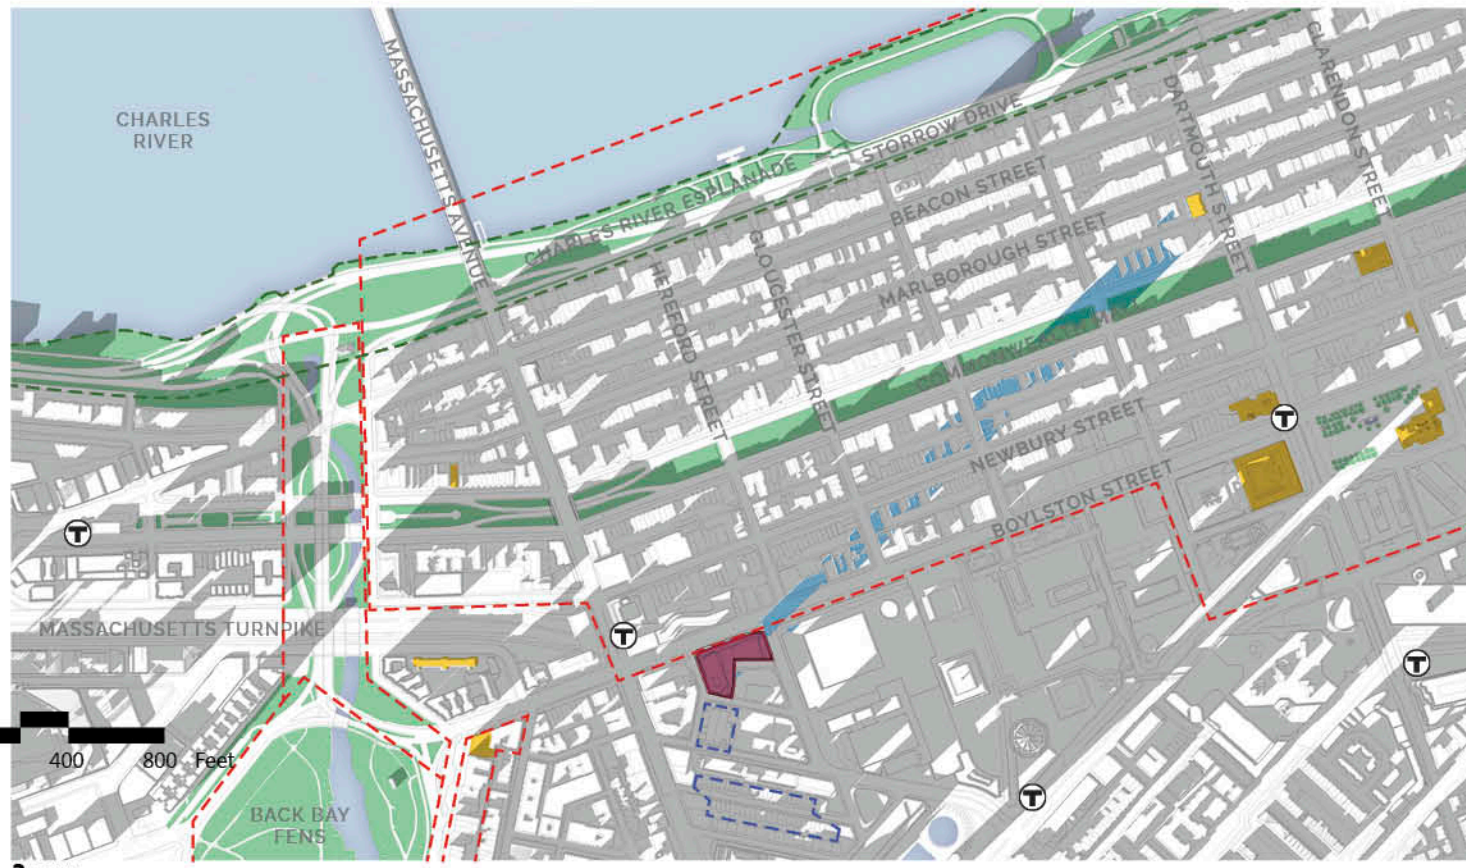 CHARLES
RIVER
MASSACHUSETTS AVENUE
CHARLES RIVER ESPLANADE
STORROW DRIVE
BEACON STREET
MARLBOROUGH STREET
DARTMOUTH STREET
CLARENDON STREET
HEREFORD STREET
GLOUCESTER STREET
NEWBURY STREET
BOYLSTON STREET
T
T
T
T
T
MASSACHUSETTS TURNPIKE
400 800 Feet
BACK BAY
FENS